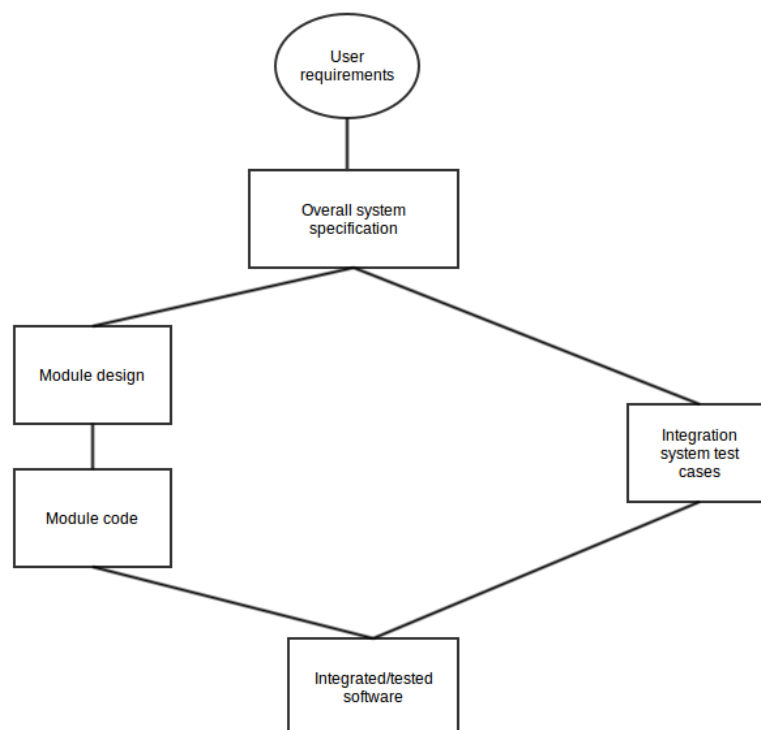 User
requirements
Overall system
specification
Module design
Integration
system test
cases
Module code
Integrated/tested
software